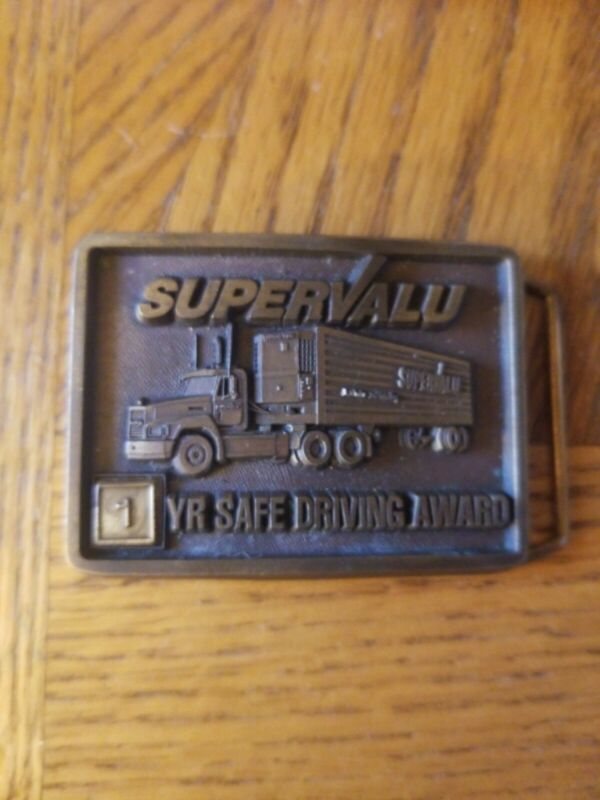 SUPERVALU
SUPERVALU
1 YR SAFE DRIVING AWARD